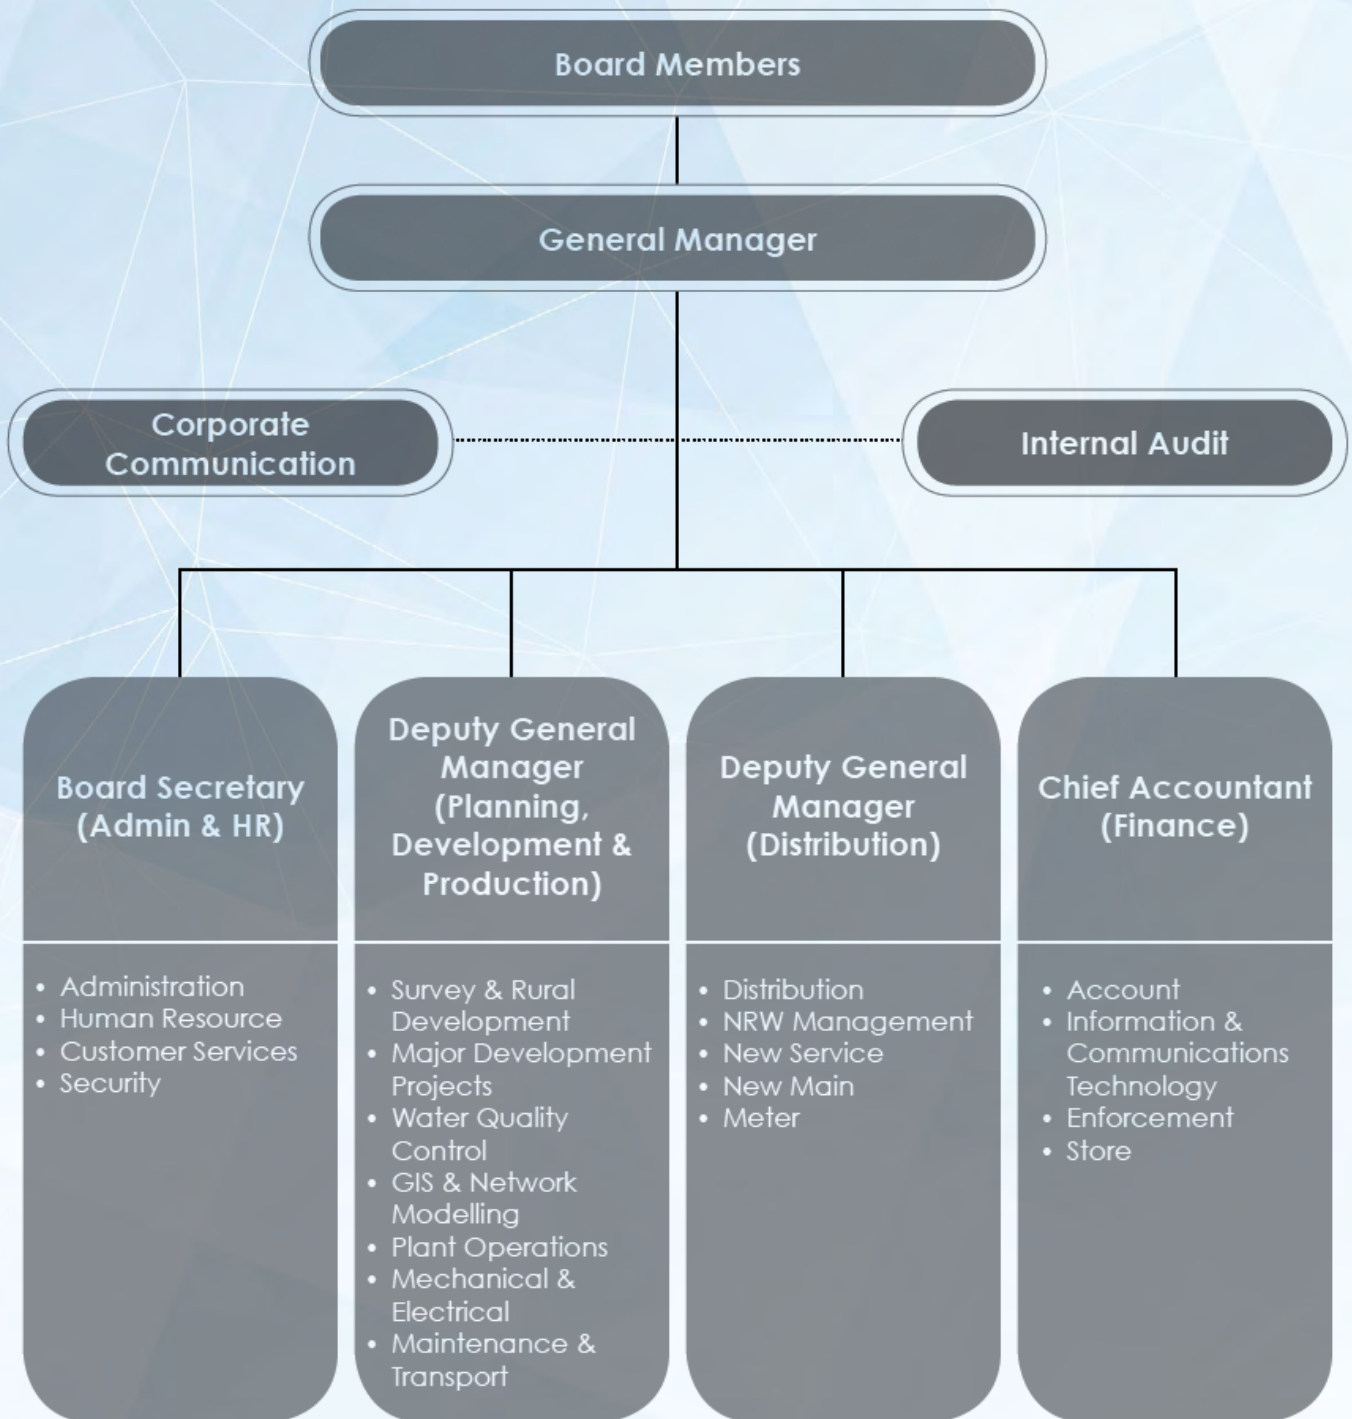 Board Members
General Manager
Corporate
Communication
Internal Audit
Board Secretary
(Admin & HR)
• Administration
• Human Resource
• Customer Services
• Security
Deputy General
Manager
(Planning,
Development &
Production)
• Survey & Rural
Development
• Major Development
Projects
• Water Quality
Control
• GIS & Network
Modelling
• Plant Operations
• Mechanical &
Electrical
• Maintenance &
Transport
Deputy General
Manager
(Distribution)
• Distribution
• NRW Management
• New Service
• New Main
• Meter
Chief Accountant
(Finance)
• Account
• Information &
Communications
Technology
• Enforcement
• Store